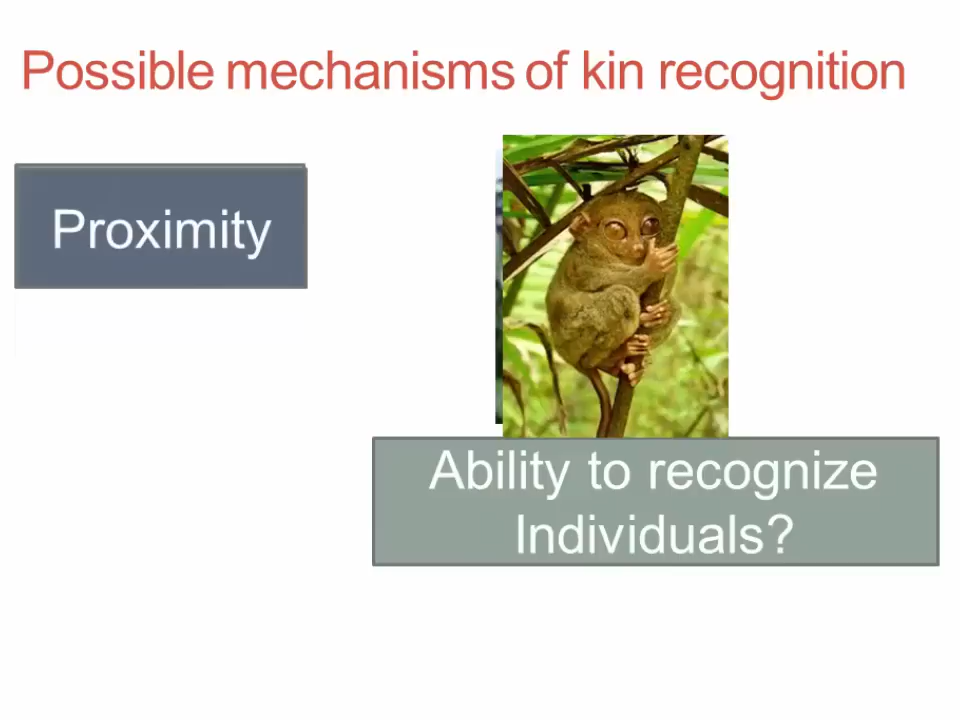 Possible mechanisms of kin recognition
Proximity
Ability to recognize
Individuals?